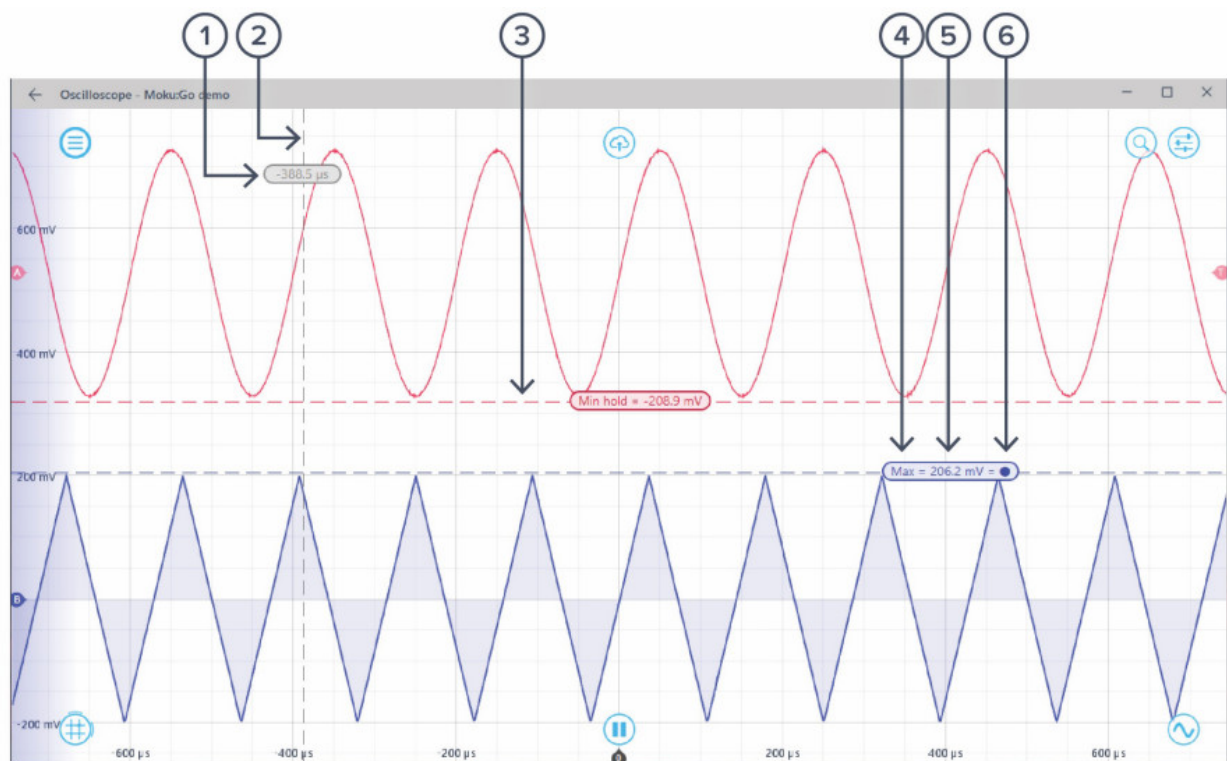 1 2 3 4 5 6
Oscilloscope - Moku:Go demo
-388.5 µs
600 mV
A
T
400 mV
Min hold = -208.9 mV
Max = 206.2 mV =
200 mV
B
-200 mV
-600 µs -400 µs -200 µs 200 µs 400 µs 600 µs